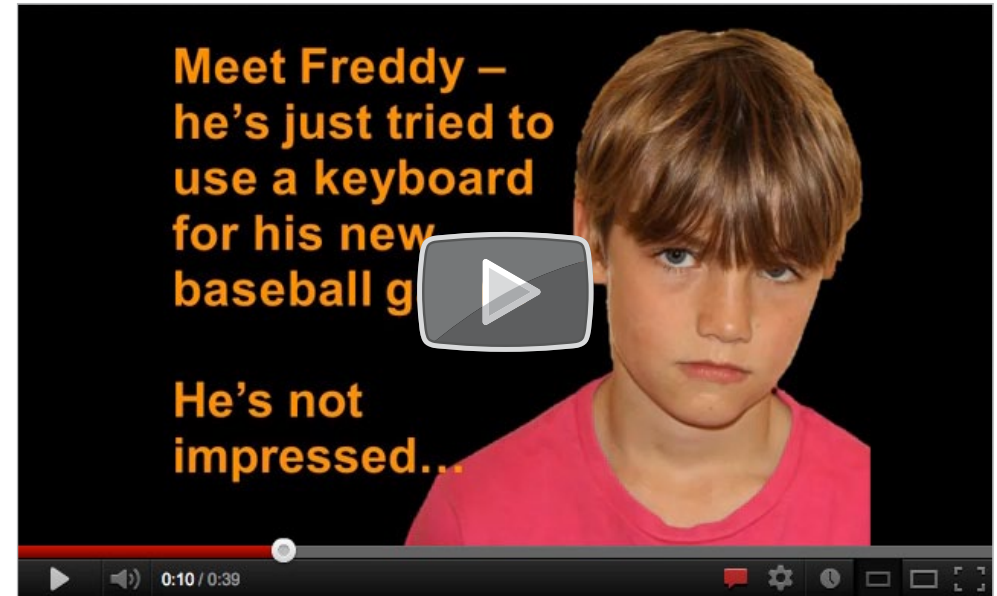 Meet Freddy –
he’s just tried to
use a keyboard
for his new
baseball g
He’s not
impressed…
0:10 / 0:39